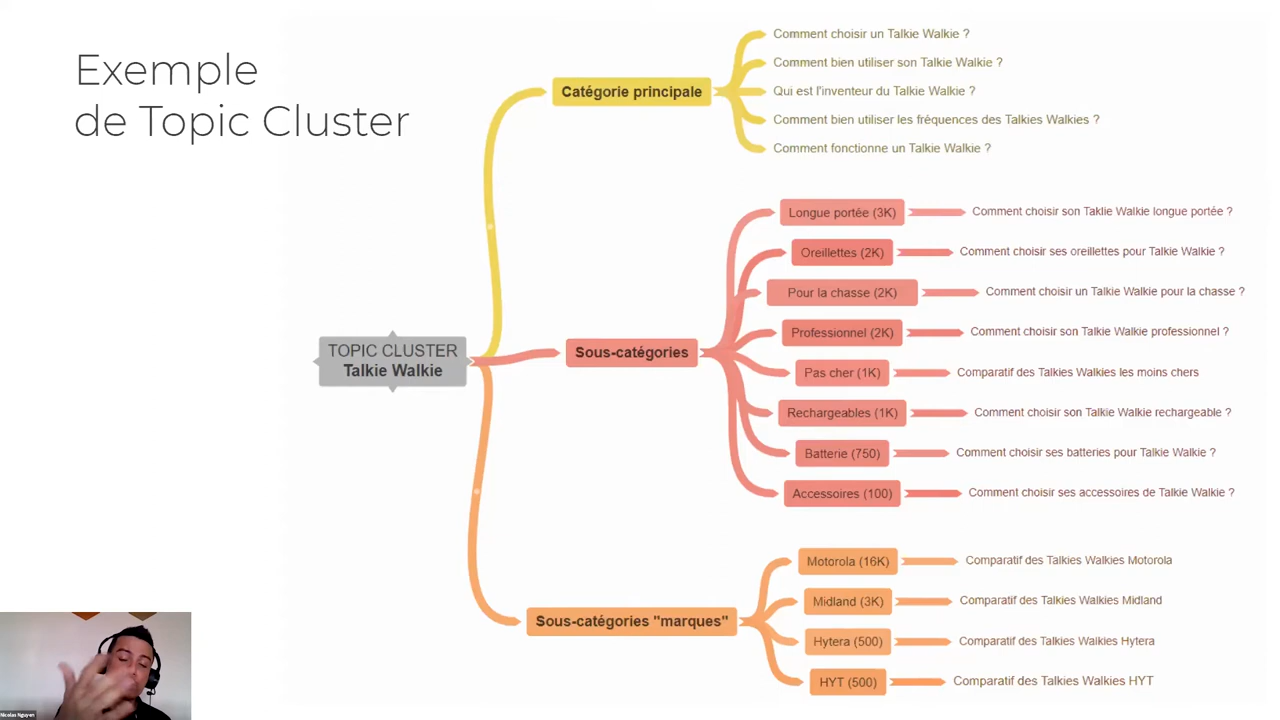 Exemple
de Topic Cluster
TOPIC CLUSTER
Talkie Walkie
Catégorie principale
Comment choisir un Talkie Walkie ?
Comment bien utiliser son Talkie Walkie ?
Qui est l'inventeur du Talkie Walkie ?
Comment bien utiliser les fréquences des Talkies Walkies ?
Comment fonctionne un Talkie Walkie ?
Sous-catégories
Longue portée (3K)
Comment choisir son Taklie Walkie longue portée ?
Oreillettes (2K)
Comment choisir ses oreillettes pour Talkie Walkie ?
Pour la chasse (2K)
Comment choisir un Talkie Walkie pour la chasse ?
Professionnel (2K)
Comment choisir son Talkie Walkie professionnel ?
Pas cher (1K)
Comparatif des Talkies Walkies les moins chers
Rechargeables (1K)
Comment choisir son Talkie Walkie rechargeable ?
Batterie (750)
Comment choisir ses batteries pour Talkie Walkie ?
Accessoires (100)
Comment choisir ses accessoires de Talkie Walkie ?
Sous-catégories "marques"
Motorola (16K)
Comparatif des Talkies Walkies Motorola
Midland (3K)
Comparatif des Talkies Walkies Midland
Hytera (500)
Comparatif des Talkies Walkies Hytera
HYT (500)
Comparatif des Talkies Walkies HYT
Nicolas Nguyen